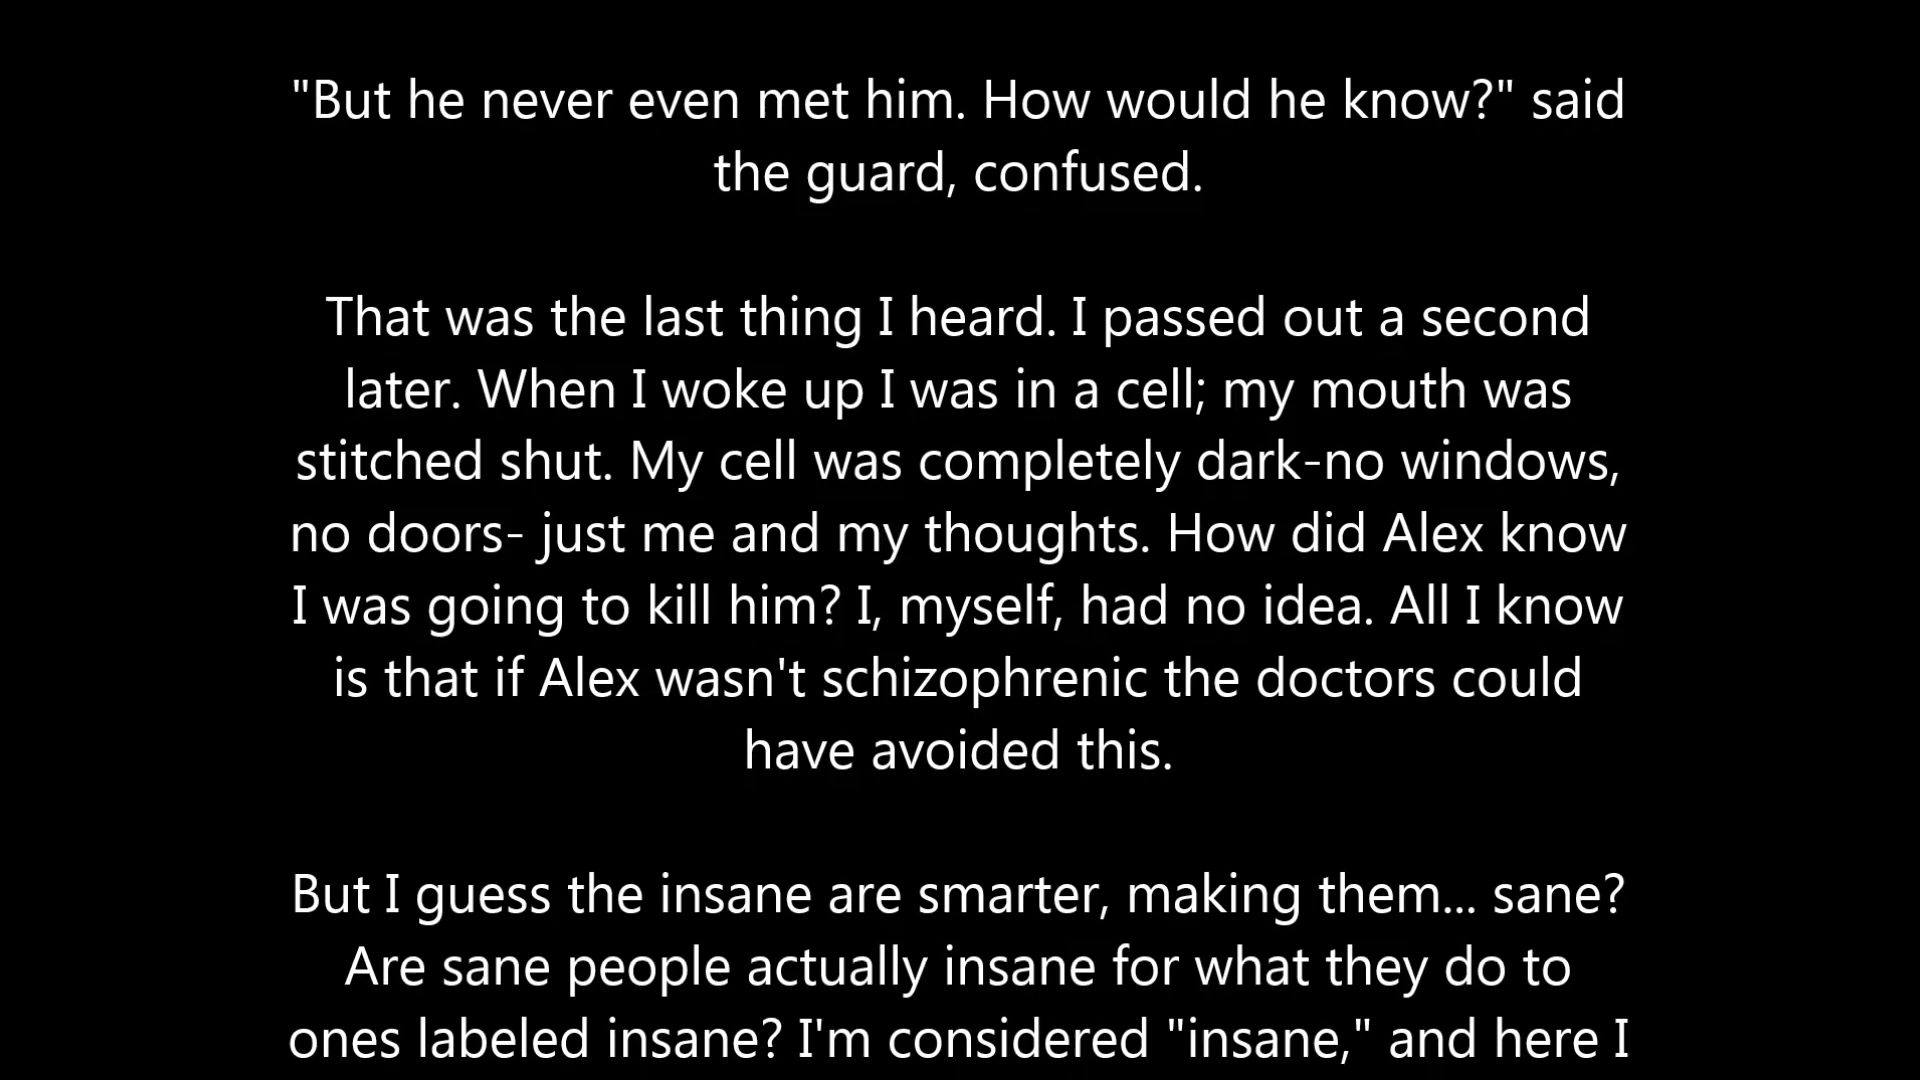 "But he never even met him. How would he know?" said
the guard, confused.
That was the last thing I heard. I passed out a second
later. When I woke up I was in a cell; my mouth was
stitched shut. My cell was completely dark-no windows,
no doors- just me and my thoughts. How did Alex know
I was going to kill him? I, myself, had no idea. All I know
is that if Alex wasn't schizophrenic the doctors could
have avoided this.
But I guess the insane are smarter, making them... sane?
Are sane people actually insane for what they do to
ones labeled insane? I'm considered "insane," and here I